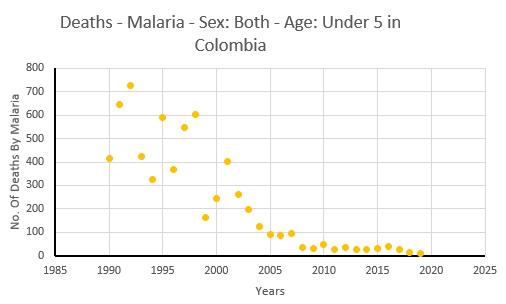 Deaths - Malaria - Sex: Both - Age: Under 5 in
Colombia
No. Of Deaths By Malaria
800
700
600
500
400
300
200
100
0
1985 1990 1995 2000 2005 2010 2015 2020 2025
Years